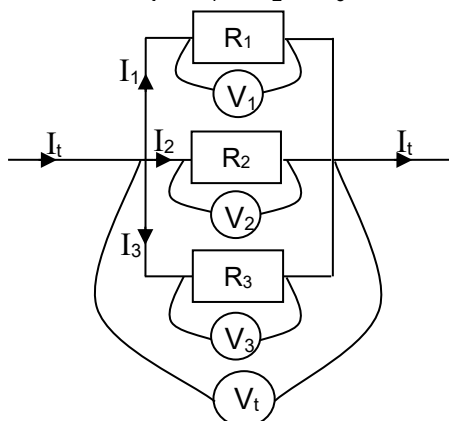 R₁
I₁
V₁
Iₜ
I₂
R₂
Iₜ
V₂
I₃
R₃
V₃
Vₜ